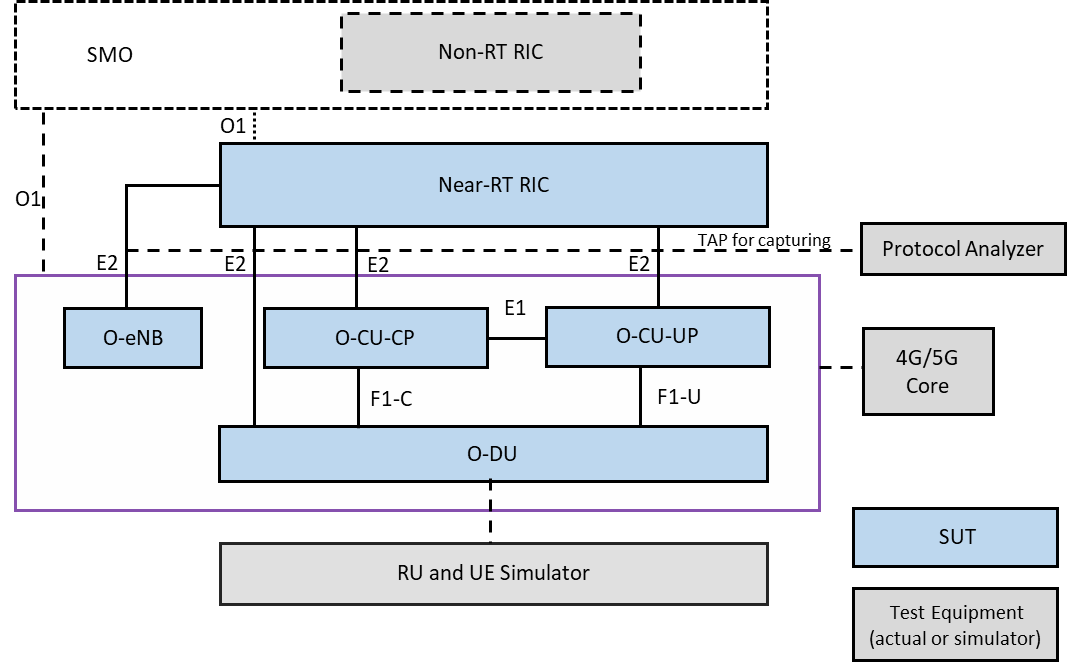 SMO
Non-RT RIC
O1
Near-RT RIC
O1
TAP for capturing
Protocol Analyzer
E2
E2
E2
E2
O-eNB
O-CU-CP
E1
O-CU-UP
4G/5G
Core
F1-C
F1-U
O-DU
SUT
RU and UE Simulator
Test Equipment
(actual or simulator)